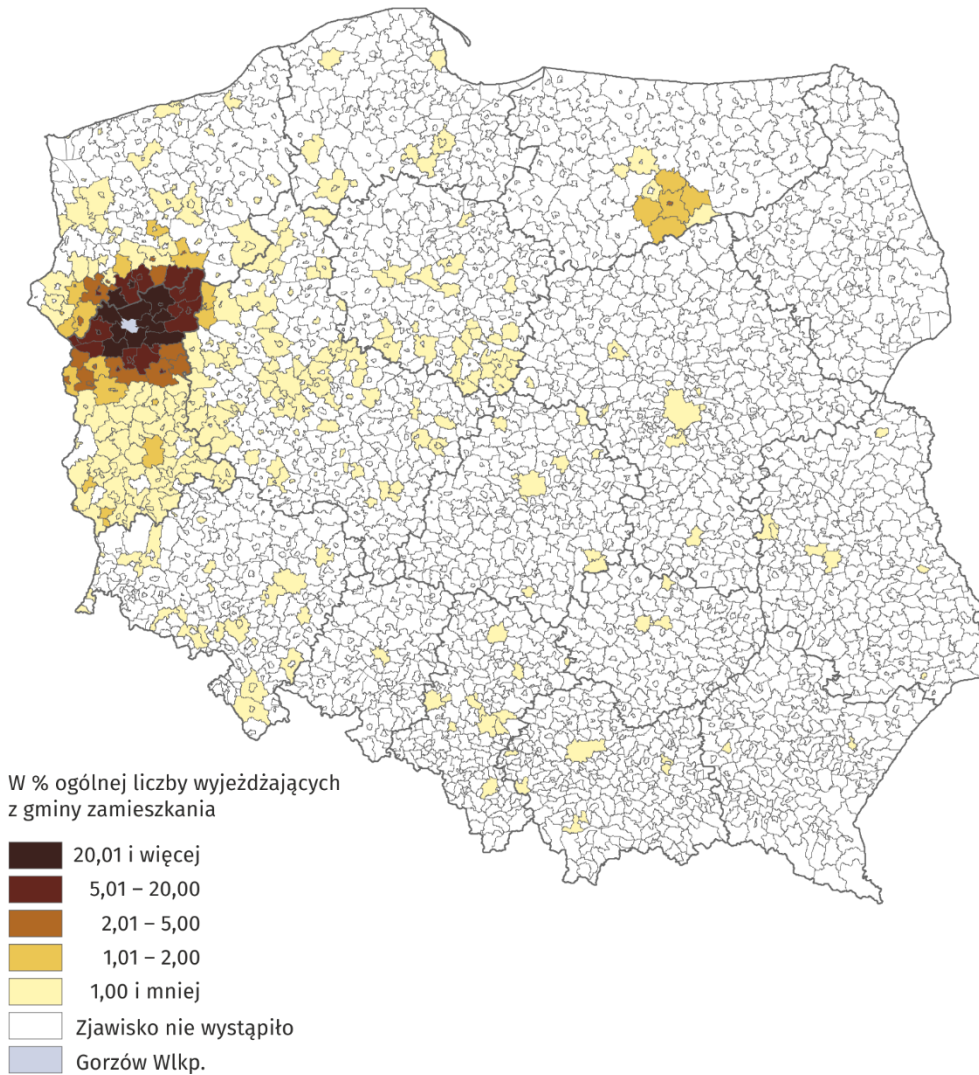 W % ogólnej liczby wyjeżdżających
z gminy zamieszkania
20,01 i więcej
5,01 – 20,00
2,01 – 5,00
1,01 – 2,00
1,00 i mniej
Zjawisko nie wystąpiło
Gorzów Wlkp.